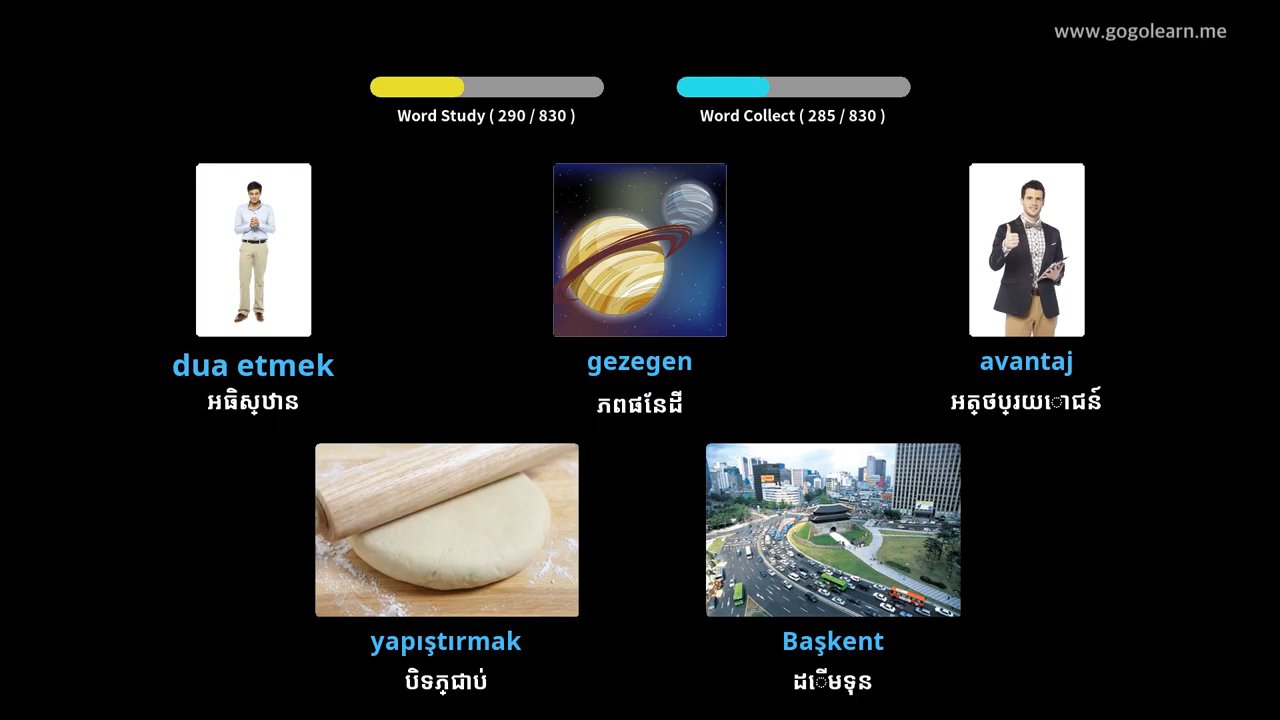 www.gogolearn.me
Word Study ( 290 / 830 )
Word Collect ( 285 / 830 )
dua etmek
អធិស្ឋាន
gezegen
ភពផែនដី
avantaj
អត្ថប្រយោជន៍
yapıştırmak
បិទភ្ជាប់
Başkent
ដើមទុន